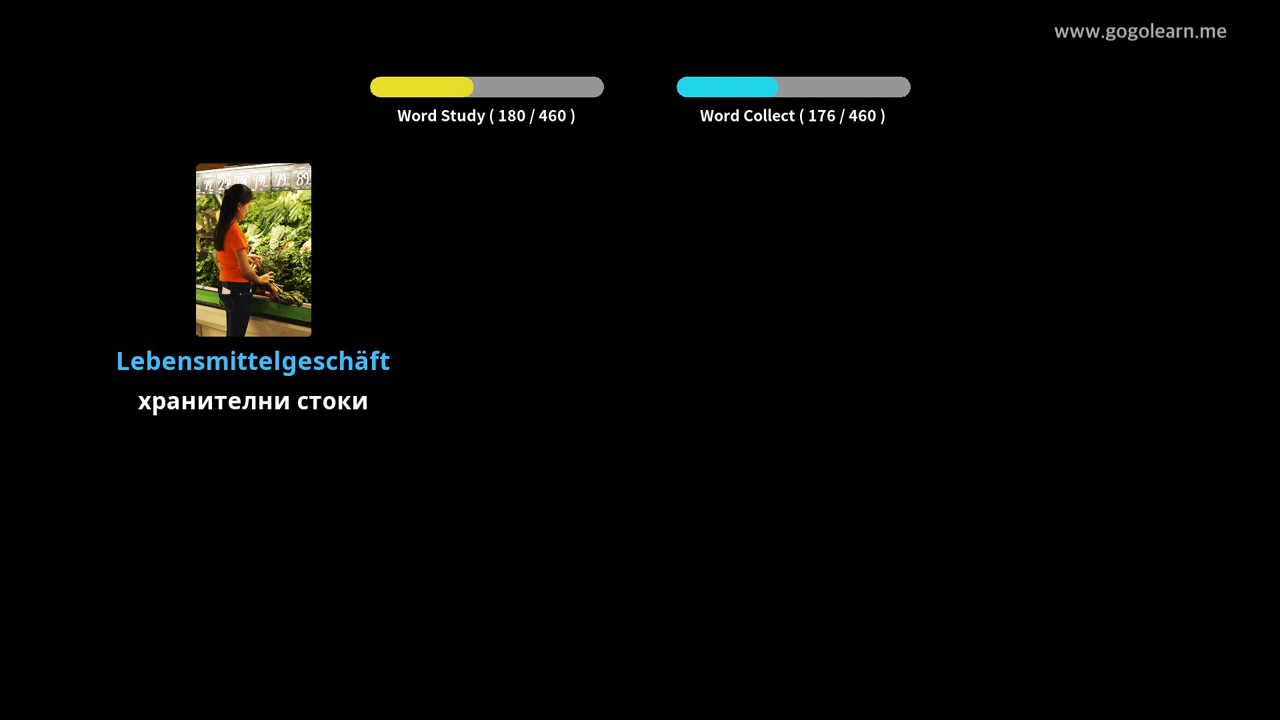 www.gogolearn.me
Word Study ( 180 / 460 )
Word Collect ( 176 / 460 )
Lebensmittelgeschäft
хранителни стоки